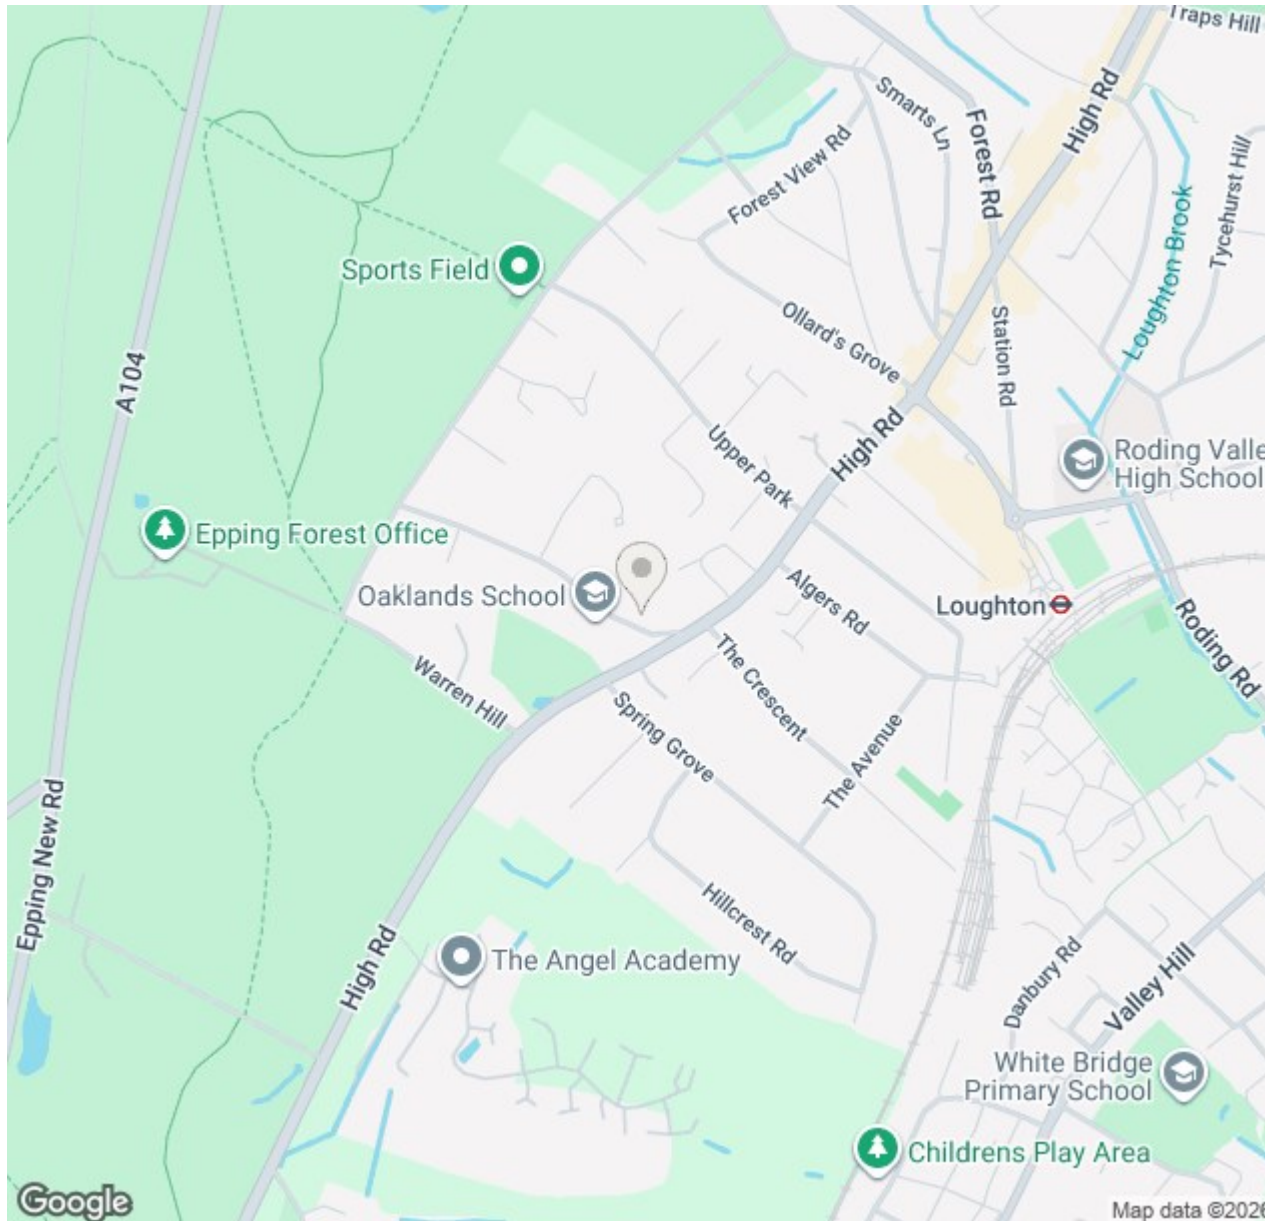 Traps Hill
Smarts Ln
High Rd
Forest Rd
Forest View Rd
Tycehurst Hill
Loughton Brook
Sports Field
Ollard's Grove
Station Rd
A104
High Rd
Upper Park
Roding Valle
High School
Epping Forest Office
Oaklands School
Algers Rd
Loughton
Roding Rd
Warren Hill
The Crescent
Spring Grove
The Avenue
Epping New Rd
Hillcrest Rd
High Rd
The Angel Academy
Danbury Rd
Valley Hill
White Bridge
Primary School
Childrens Play Area
Google
Map data ©2026